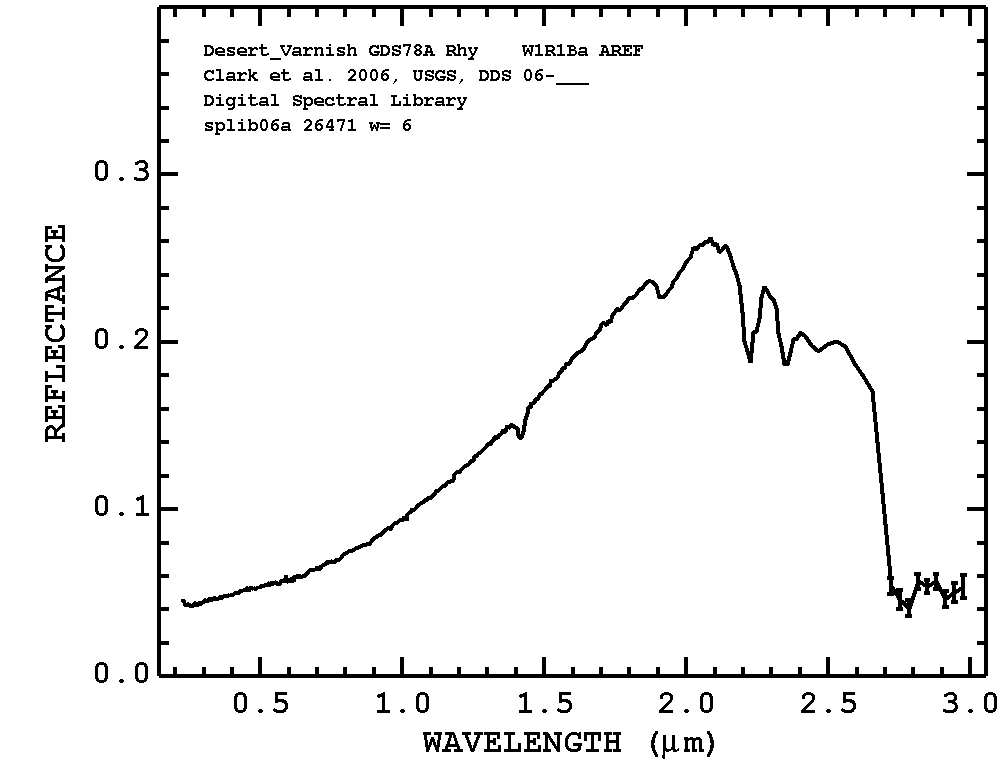 Desert_Varnish GDS78A Rhy W1R1Ba AREF
Clark et al. 2006, USGS, DDS 06-___
Digital Spectral Library
splib06a 26471 w= 6
REFLECTANCE
0.3
0.2
0.1
0.0
0.5 1.0 1.5 2.0 2.5 3.0
WAVELENGTH (μm)